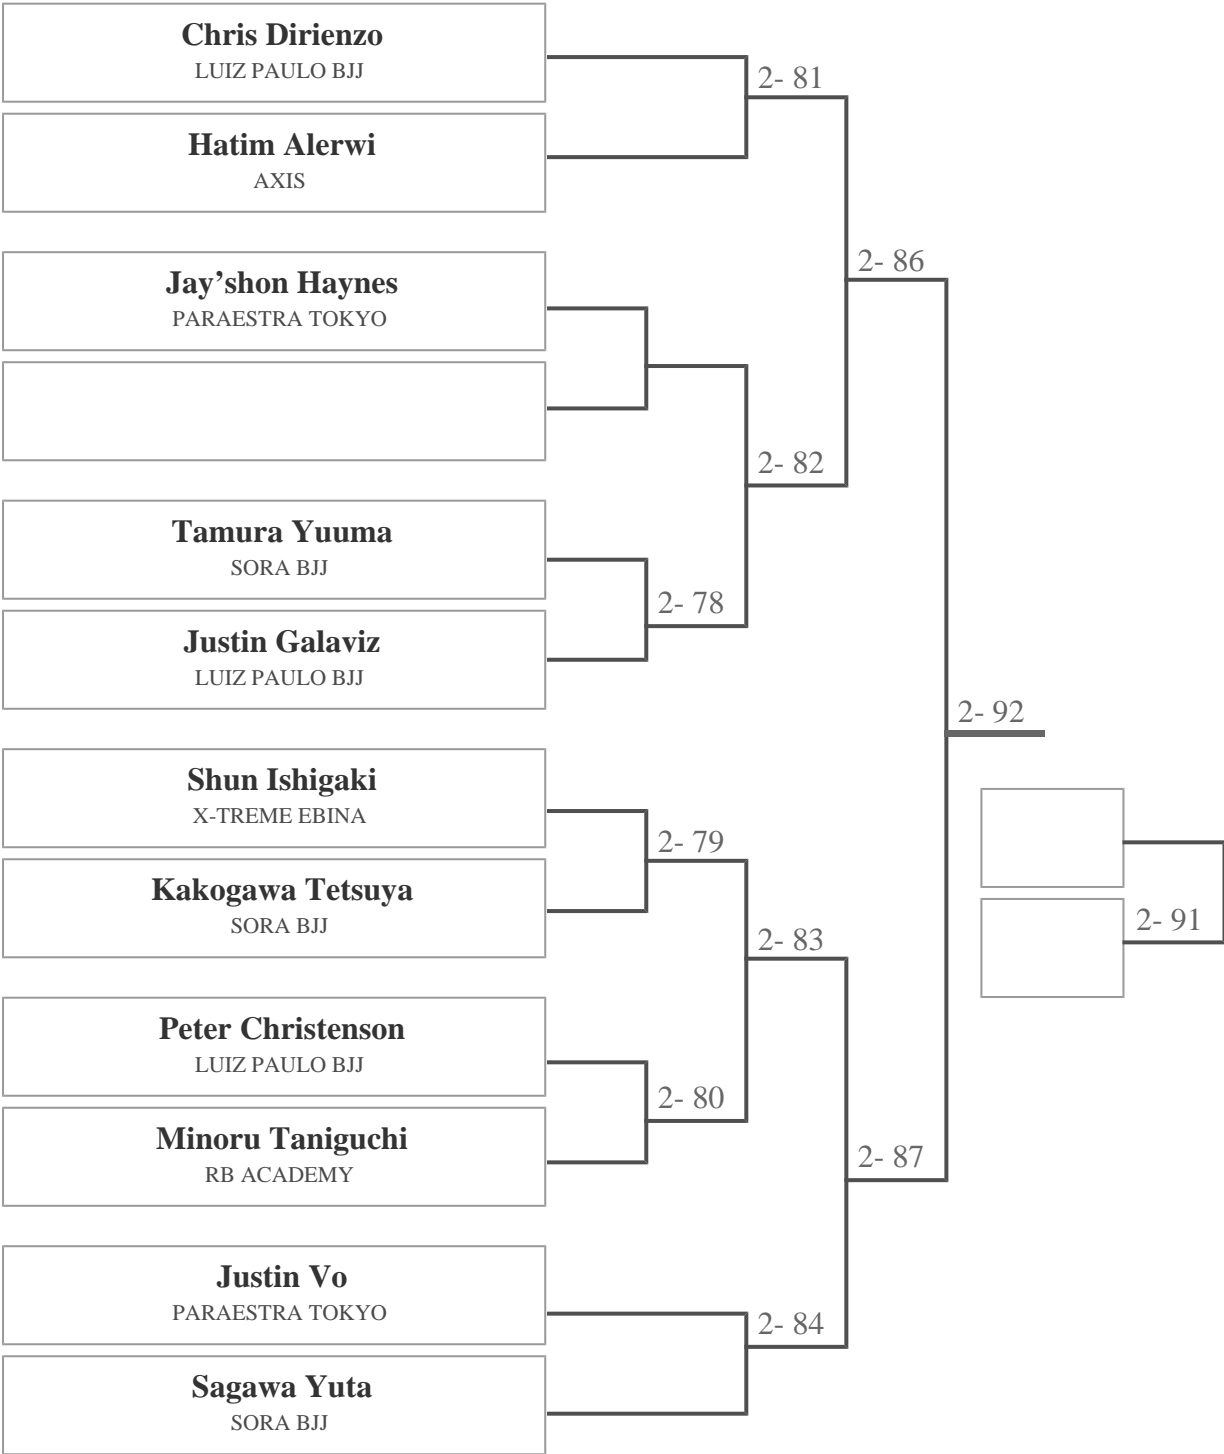 Chris Dirienzo
LUIZ PAULO BJJ
2- 81
Hatim Alerwi
AXIS
2- 86
Jay’shon Haynes
PARAESTRA TOKYO
2- 82
Tamura Yuuma
SORA BJJ
2- 78
Justin Galaviz
LUIZ PAULO BJJ
2- 92
Shun Ishigaki
X-TREME EBINA
2- 79
Kakogawa Tetsuya
SORA BJJ
2- 91
2- 83
Peter Christenson
LUIZ PAULO BJJ
2- 80
Minoru Taniguchi
RB ACADEMY
2- 87
Justin Vo
PARAESTRA TOKYO
2- 84
Sagawa Yuta
SORA BJJ